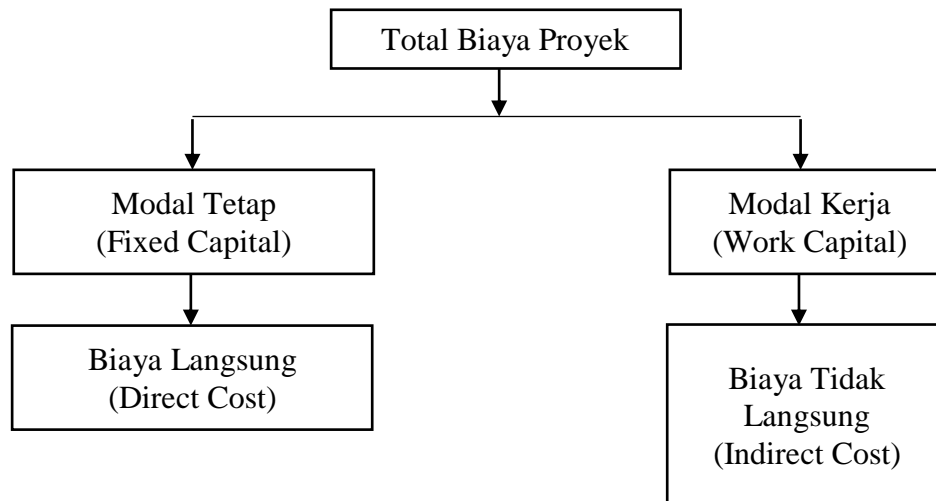 Total Biaya Proyek
Modal Tetap
(Fixed Capital)
Modal Kerja
(Work Capital)
Biaya Langsung
(Direct Cost)
Biaya Tidak
Langsung
(Indirect Cost)